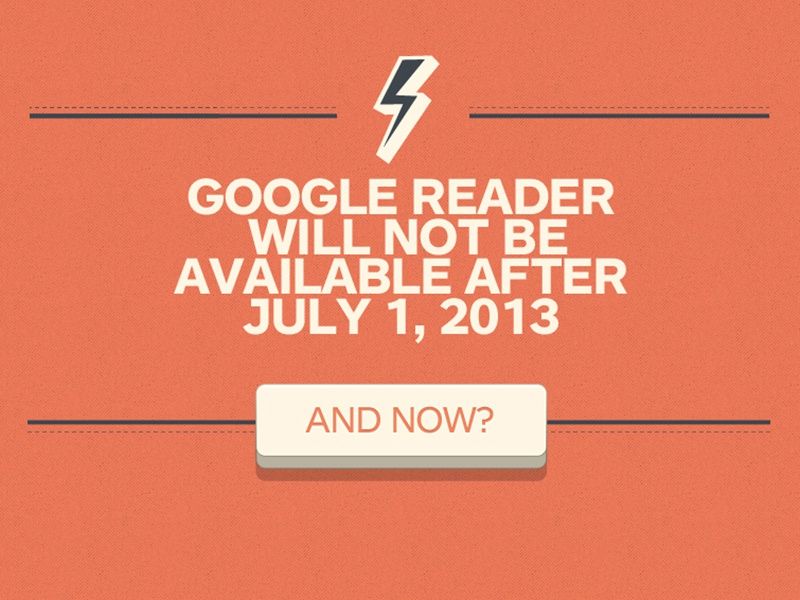 GOOGLE READER
WILL NOT BE
AVAILABLE AFTER
JULY 1, 2013
AND NOW?